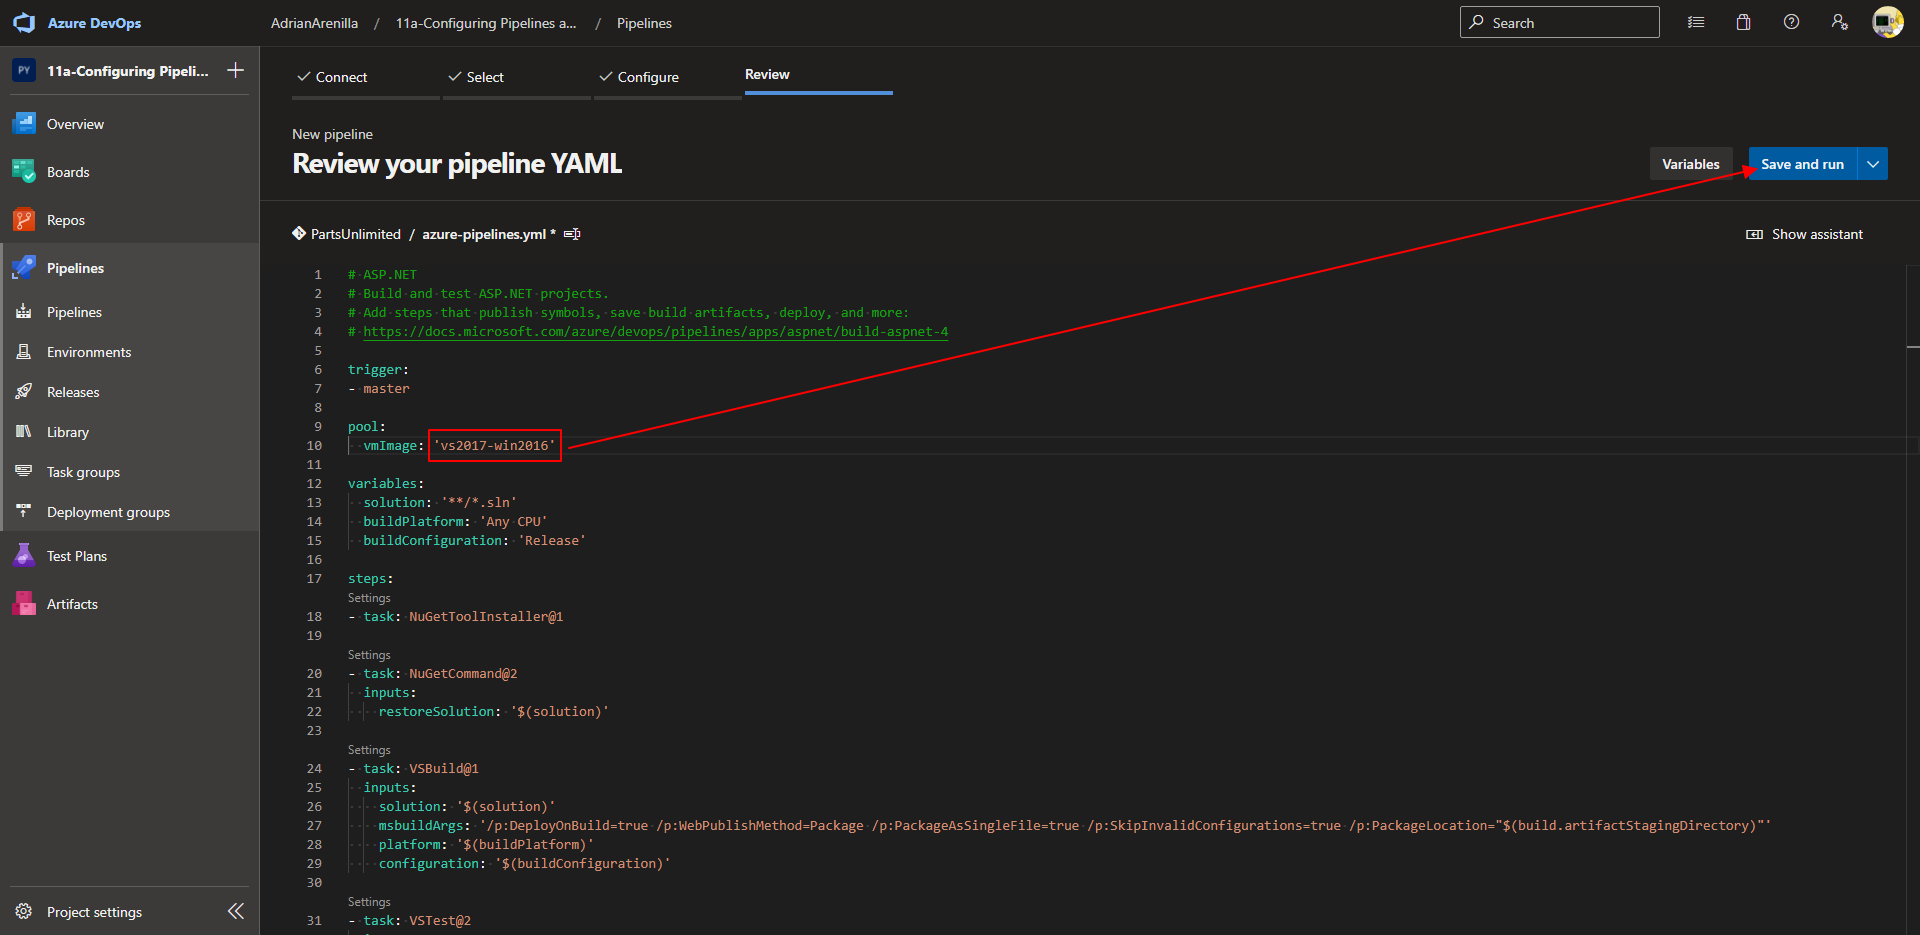 Azure DevOps
AdrianArenilla / 11a-Configuring Pipelines a... / Pipelines
Search
PY
11a-Configuring Pipeli...
Overview
Boards
Repos
Pipelines
Pipelines
Environments
Releases
Library
Task groups
Deployment groups
Test Plans
Artifacts
Project settings
Connect
Select
Configure
Review
New pipeline
Review your pipeline YAML
Variables
Save and run
PartsUnlimited / azure-pipelines.yml *
Show assistant
1 # ASP.NET
2 # Build and test ASP.NET projects.
3 # Add steps that publish symbols, save build artifacts, deploy, and more:
4 # https://docs.microsoft.com/azure/devops/pipelines/apps/aspnet/build-aspnet-4
5
6 trigger:
7 - master
8
9 pool:
10 vmImage: 'vs2017-win2016'
11
12 variables:
13 solution: '**/*.sln'
14 buildPlatform: 'Any CPU'
15 buildConfiguration: 'Release'
16
17 steps:
Settings
18 - task: NuGetToolInstaller@1
19
Settings
20 - task: NuGetCommand@2
21 inputs:
22 restoreSolution: '$(solution)'
23
Settings
24 - task: VSBuild@1
25 inputs:
26 solution: '$(solution)'
27 msbuildArgs: '/p:DeployOnBuild=true /p:WebPublishMethod=Package /p:PackageAsSingleFile=true /p:SkipInvalidConfigurations=true /p:PackageLocation="$(build.artifactStagingDirectory)"'
28 platform: '$(buildPlatform)'
29 configuration: '$(buildConfiguration)'
30
Settings
31 - task: VSTest@2